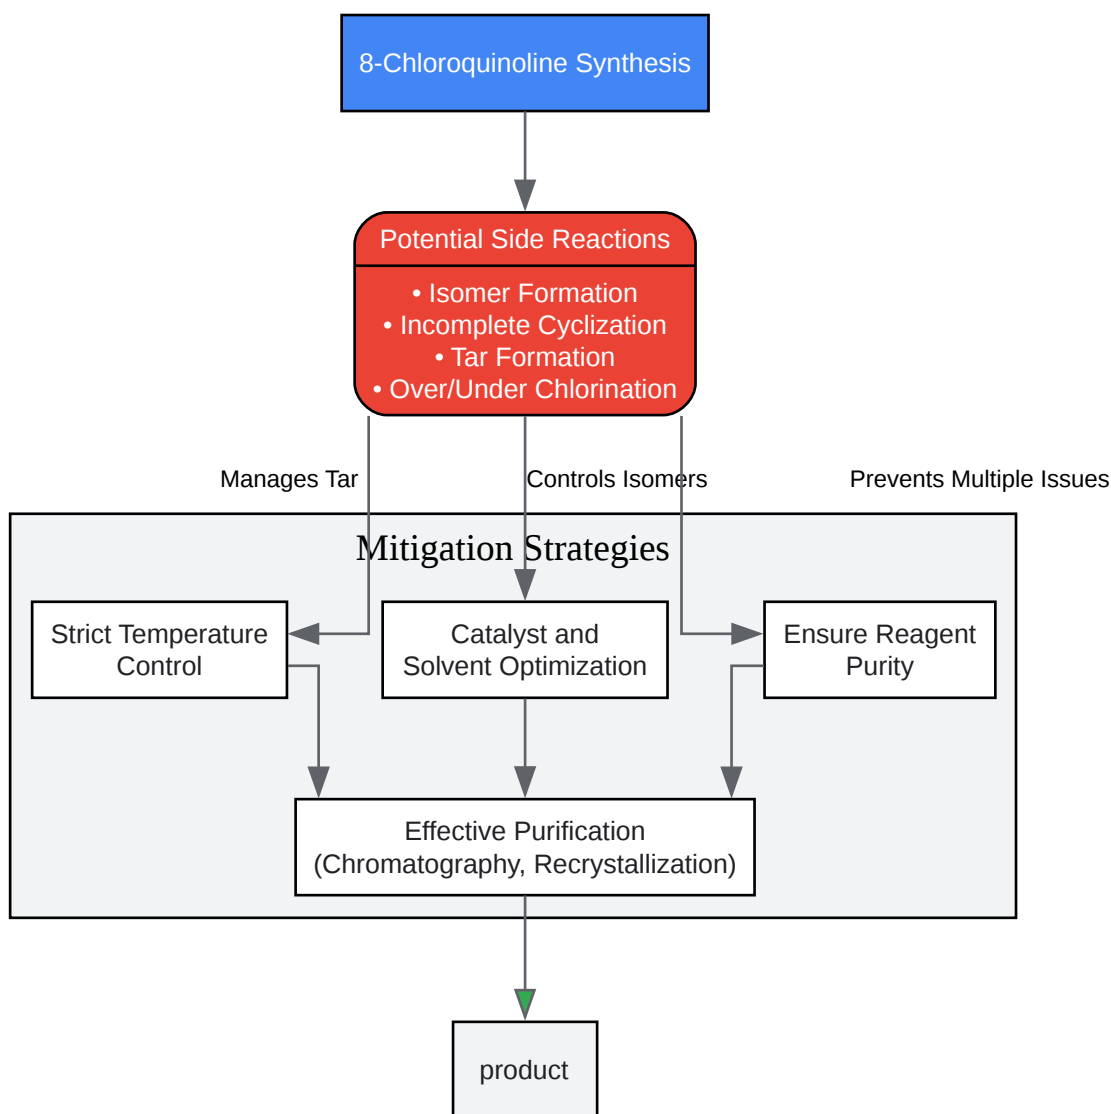 8-Chloroquinoline Synthesis
Potential Side Reactions
• Isomer Formation
• Incomplete Cyclization
• Tar Formation
• Over/Under Chlorination
Manages Tar
Controls Isomers
Prevents Multiple Issues
Mitigation Strategies
Strict Temperature
Control
Catalyst and
Solvent Optimization
Ensure Reagent
Purity
Effective Purification
(Chromatography, Recrystallization)
product